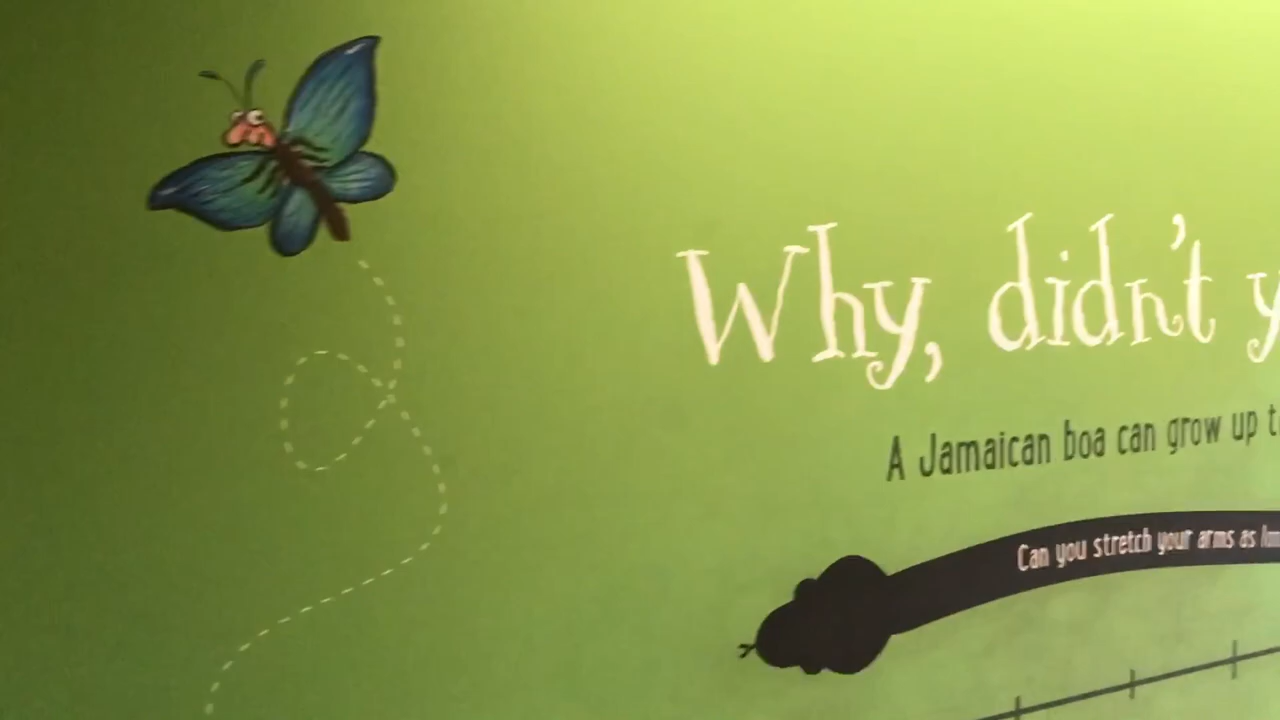 Why, didn't y
A Jamaican boa can grow up t
Can you stretch your arms as